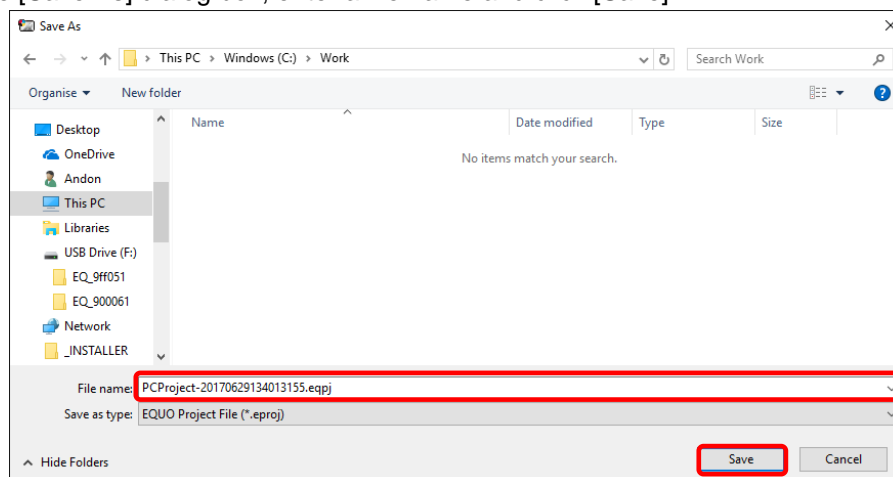 Save As
This PC > Windows (C:) > Work
Search Work
Organise New folder
Name Date modified Type Size
No items match your search.
Desktop
OneDrive
Andon
This PC
Libraries
USB Drive (F:)
EQ_9ff051
EQ_900061
Network
_INSTALLER
File name: PCProject-20170629134013155.eqpj
Save as type: EQUO Project File (*.eproj)
Hide Folders Save Cancel